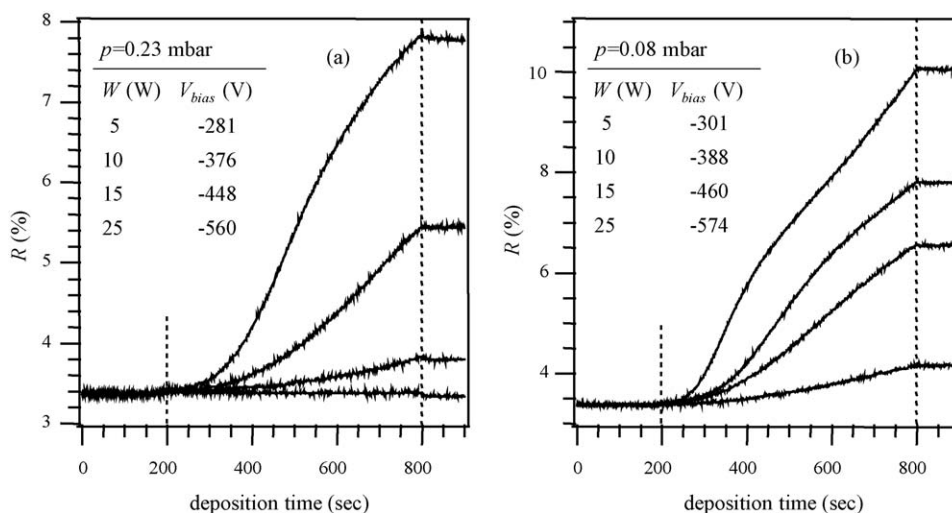 p=0.23 mbar
(a)
W (W) V_bias (V)
5 -281
10 -376
15 -448
25 -560
8
7
6
5
4
3
R (%)
0 200 400 600 800
deposition time (sec)
p=0.08 mbar
(b)
W (W) V_bias (V)
5 -301
10 -388
15 -460
25 -574
10
8
6
4
R (%)
0 200 400 600 800
deposition time (sec)